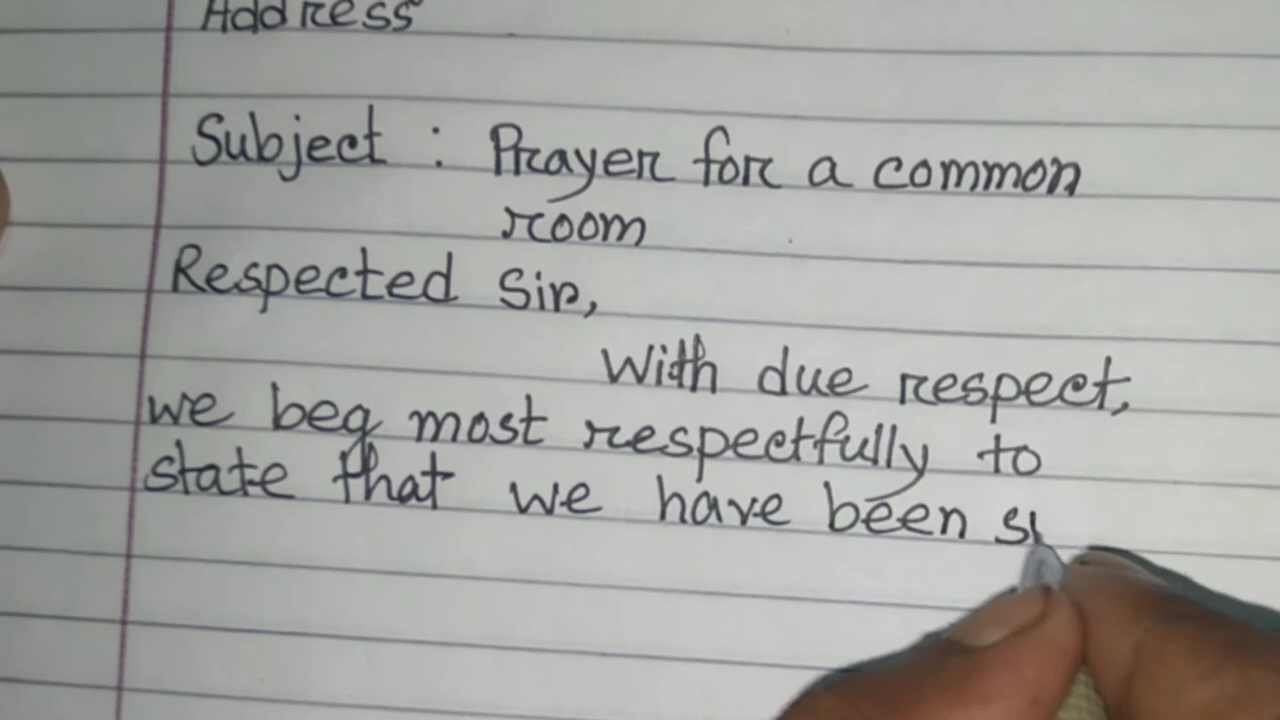 Address
Subject : Prayer for a common
room
Respected Sir,
With due respect,
we beg most respectfully to
state that we have been